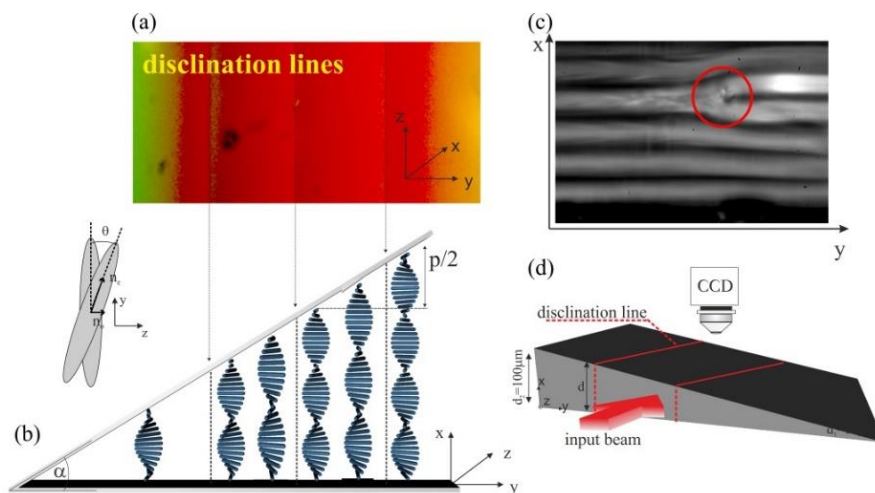 (a)
disclination lines
z
x
y
(c)
x
y
θ
n
y
n
z
p/2
(b)
α
x
z
y
(d)
CCD
disclination line
d
=100μm
d
x
z
y
input beam